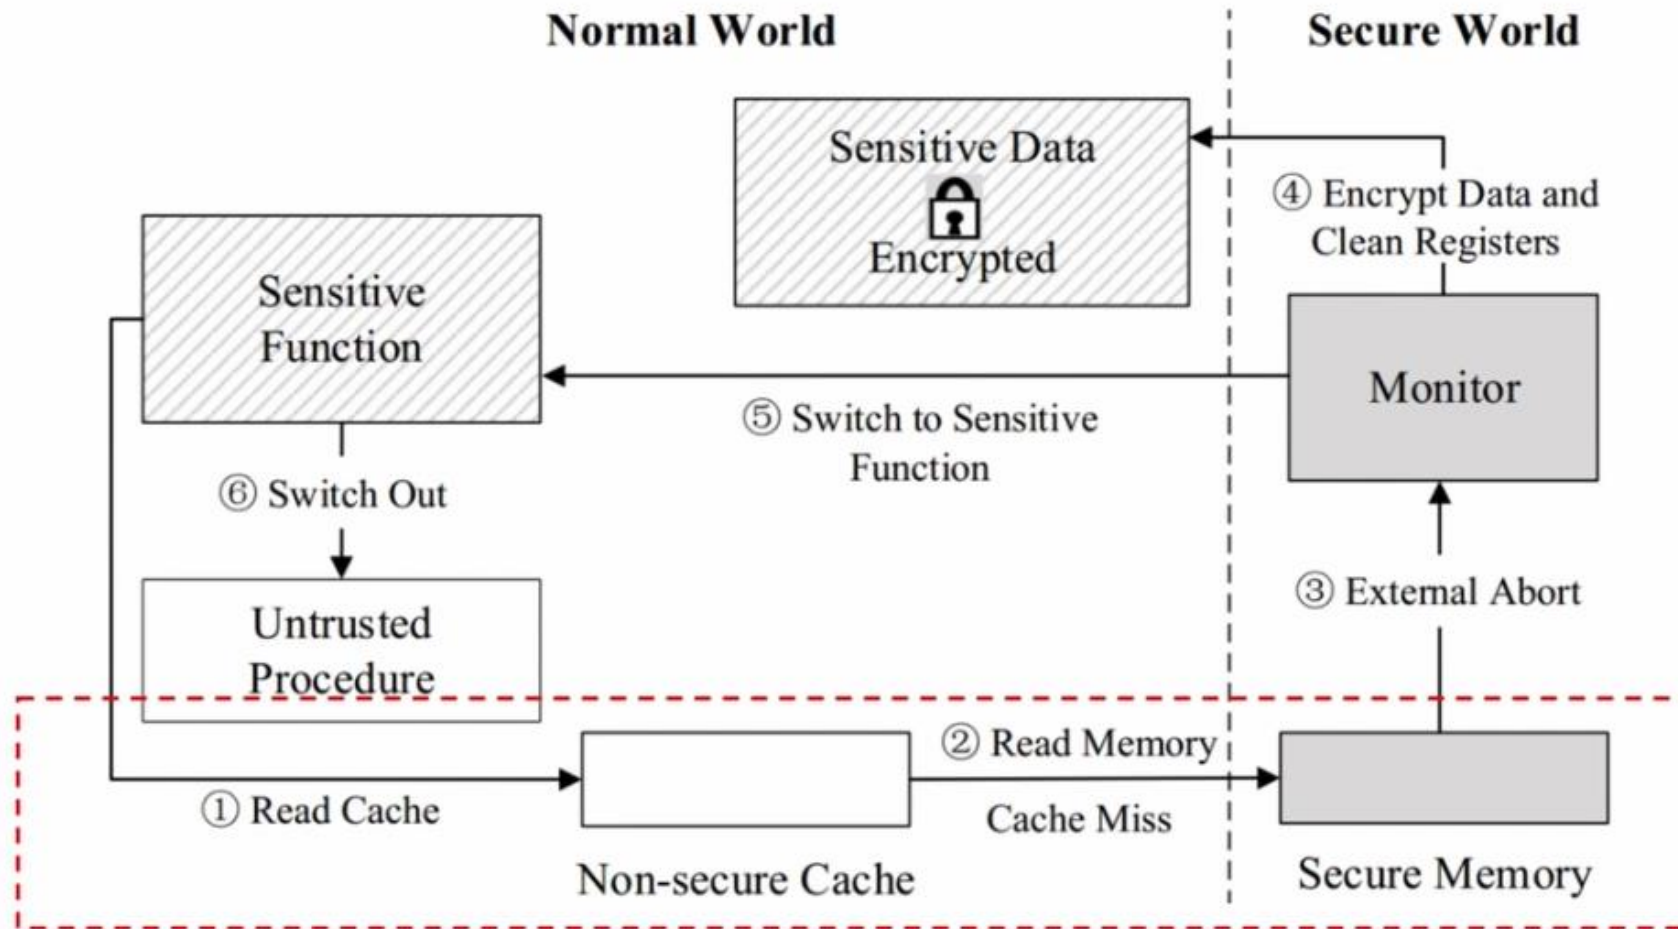 Normal World
Secure World
Sensitive Data
Encrypted
④ Encrypt Data and
Clean Registers
Sensitive
Function
Monitor
⑤ Switch to Sensitive
Function
⑥ Switch Out
③ External Abort
Untrusted
Procedure
② Read Memory
① Read Cache
Cache Miss
Non-secure Cache
Secure Memory